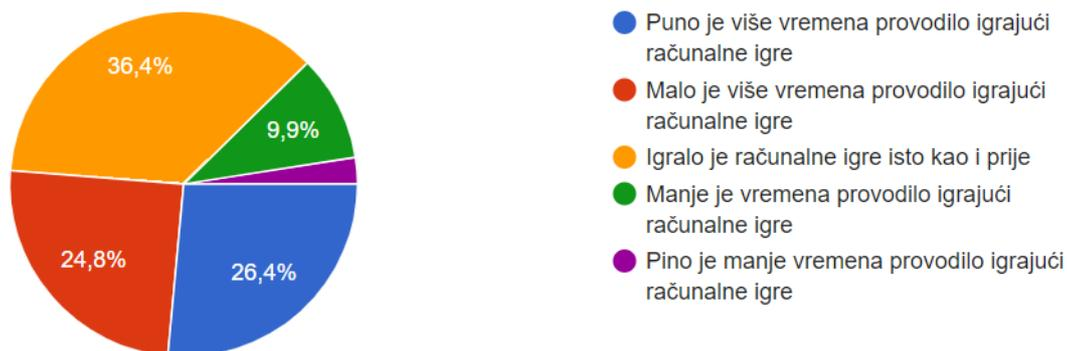 36,4%
9,9%
24,8%
26,4%
Puno je više vremena provodilo igrajući
računalne igre
Malo je više vremena provodilo igrajući
računalne igre
Igralo je računalne igre isto kao i prije
Manje je vremena provodilo igrajući
računalne igre
Pino je manje vremena provodilo igrajući
računalne igre